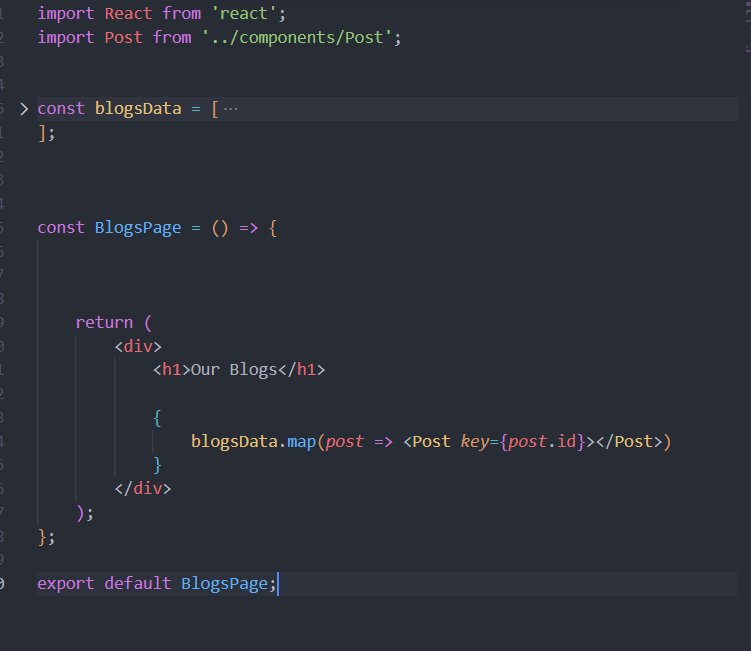 import React from 'react';
import Post from '../components/Post';
const blogsData = [ ···
];
const BlogsPage = () => {
return (
<div>
<h1>Our Blogs</h1>
{
blogsData.map(post => <Post key={post.id}></Post>)
}
</div>
);
};
export default BlogsPage;